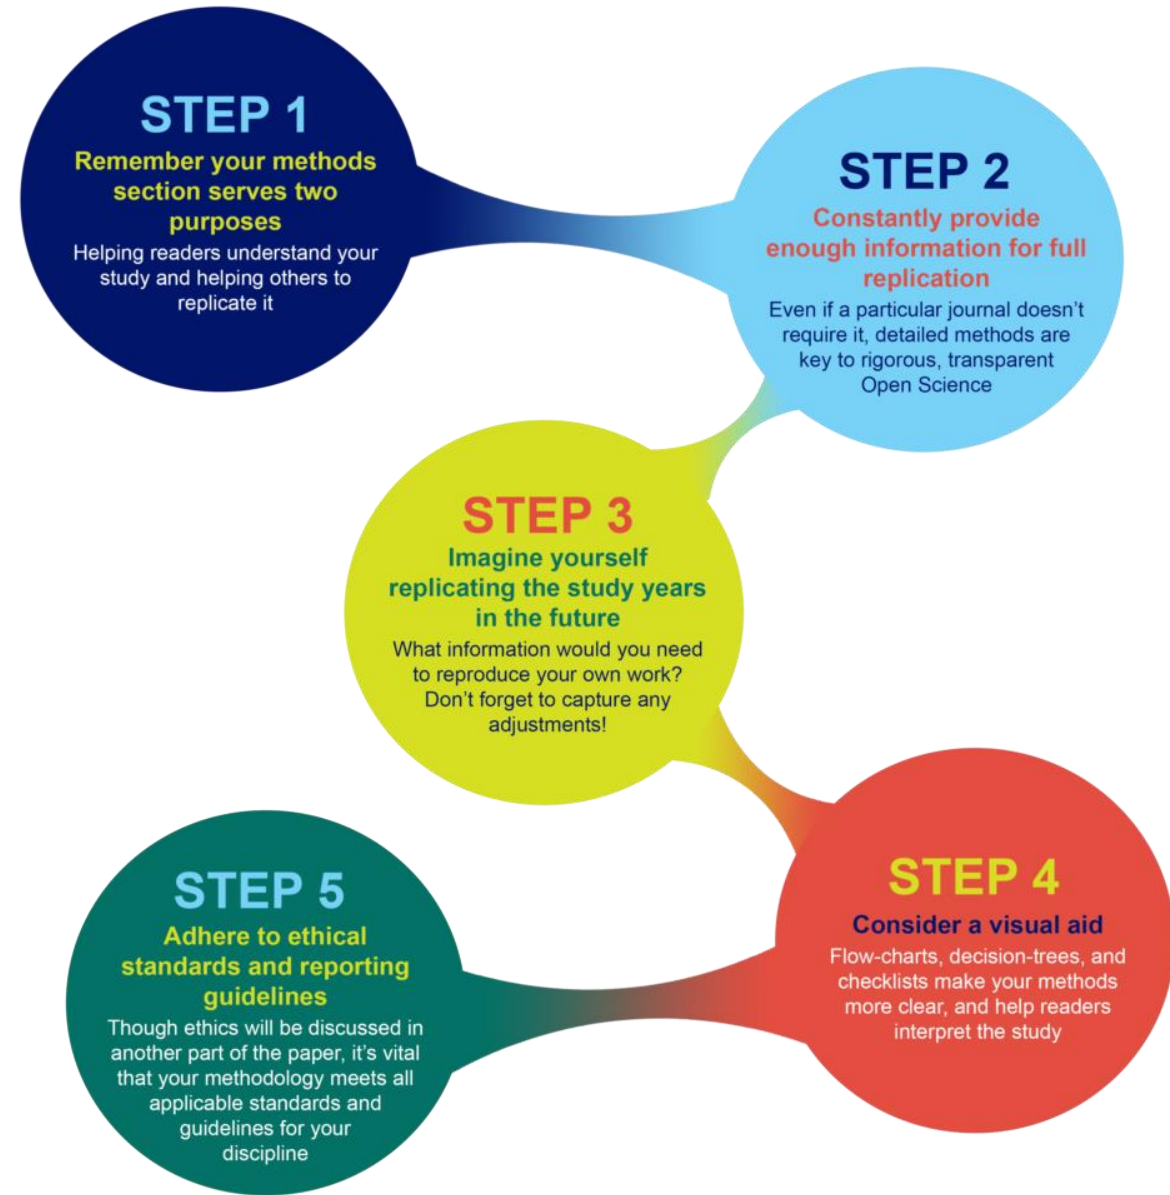 STEP 1
Remember your methods
section serves two
purposes
Helping readers understand your
study and helping others to
replicate it
STEP 2
Constantly provide
enough information for full
replication
Even if a particular journal doesn’t
require it, detailed methods are
key to rigorous, transparent
Open Science
STEP 3
Imagine yourself
replicating the study years
in the future
What information would you need
to reproduce your own work?
Don’t forget to capture any
adjustments!
STEP 4
Consider a visual aid
Flow-charts, decision-trees, and
checklists make your methods
more clear, and help readers
interpret the study
STEP 5
Adhere to ethical
standards and reporting
guidelines
Though ethics will be discussed in
another part of the paper, it’s vital
that your methodology meets all
applicable standards and
guidelines for your
discipline